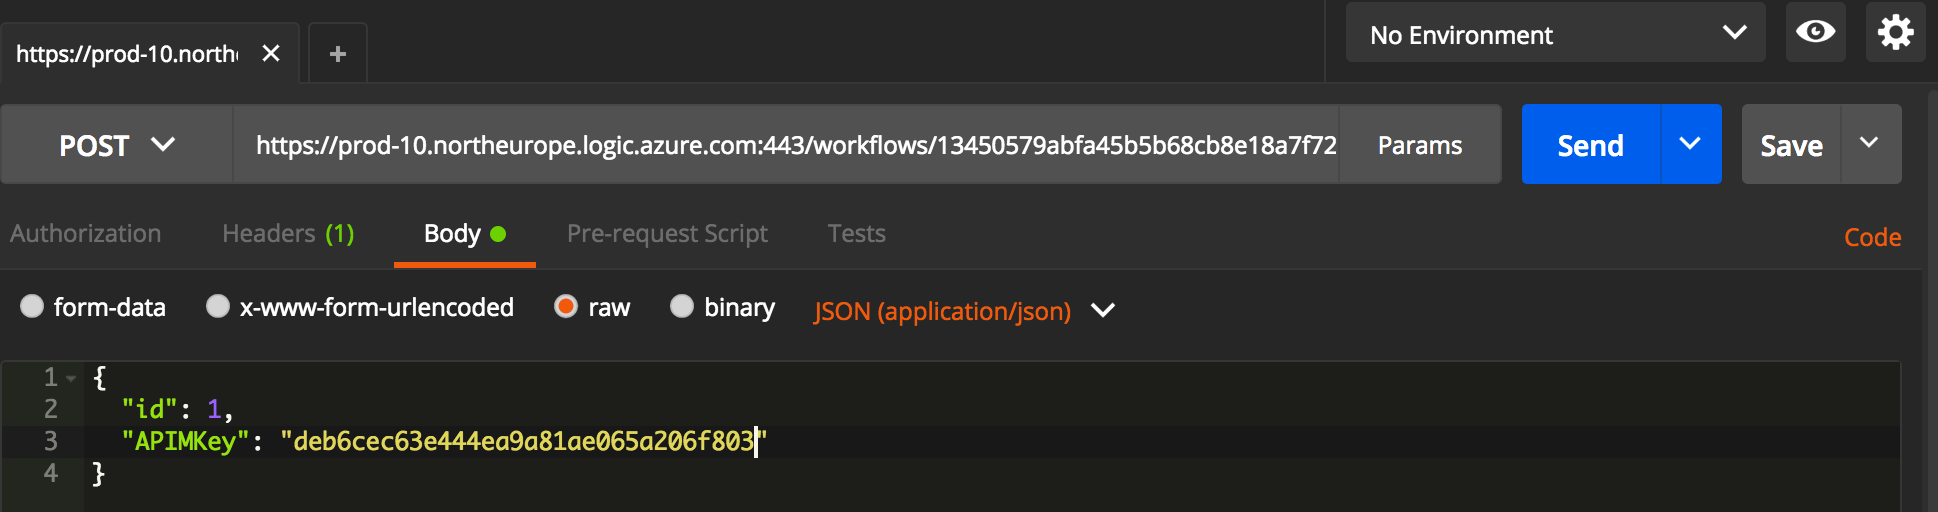 https://prod-10.north
No Environment
POST
https://prod-10.northeurope.logic.azure.com:443/workflows/13450579abfa45b5b68cb8e18a7f72
Params
Send
Save
Authorization
Headers (1)
Body
Pre-request Script
Tests
Code
form-data
x-www-form-urlencoded
raw
binary
JSON (application/json)
1 {
2 "id": 1,
3 "APIMKey": "deb6cec63e444ea9a81ae065a206f803"
4 }